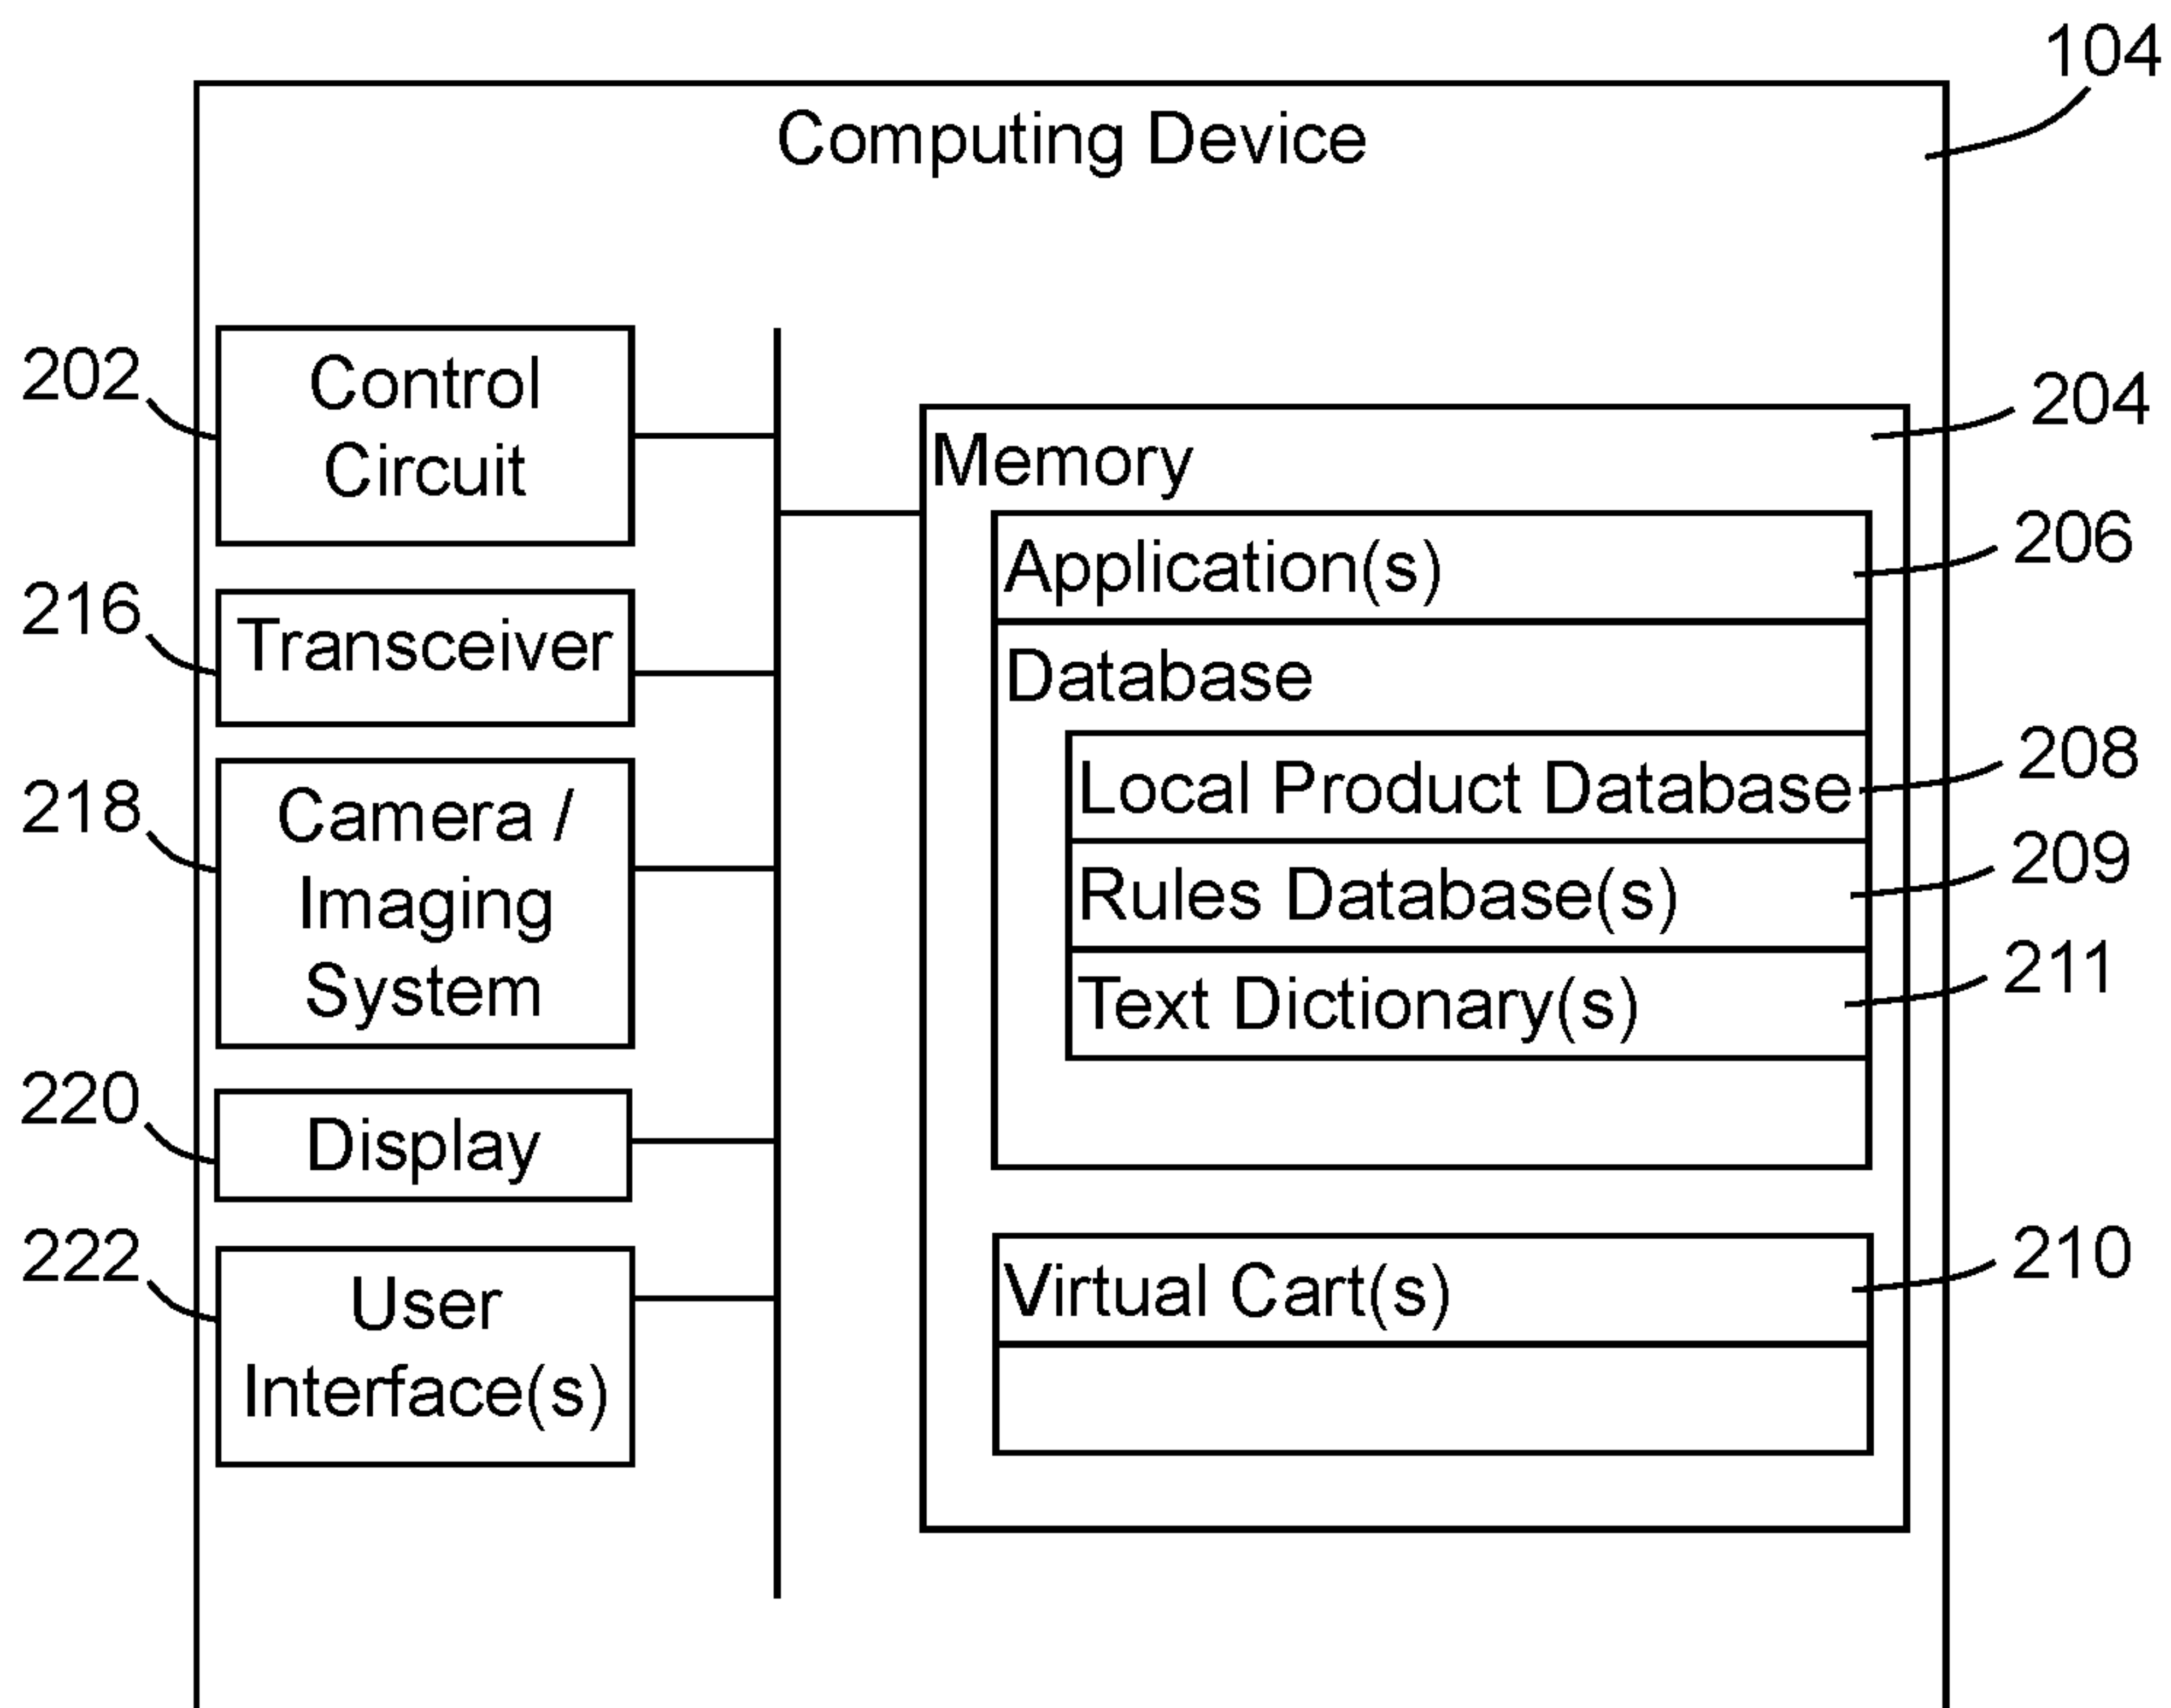 104
Computing Device
202
Control
Circuit
216
Transceiver
218
Camera /
Imaging
System
220
Display
222
User
Interface(s)
204
Memory
206
Application(s)
Database
208
Local Product Database
209
Rules Database(s)
211
Text Dictionary(s)
210
Virtual Cart(s)